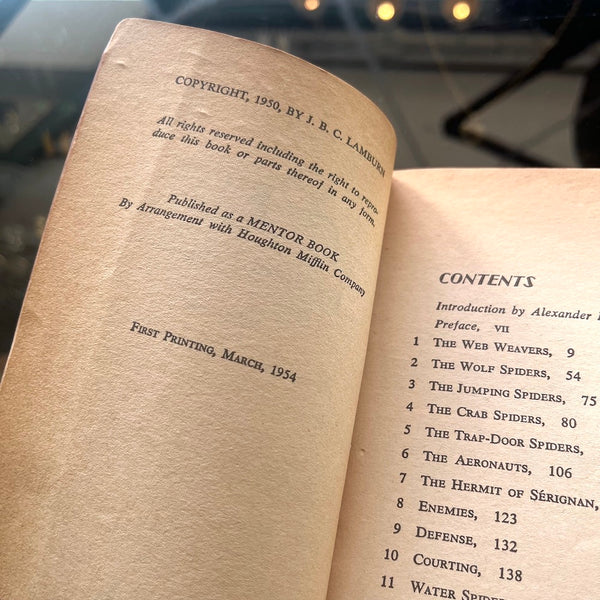 COPYRIGHT, 1950, BY J. B. C. LAMBURN
All rights reserved including the right to repro-
duce this book or parts thereof in any form.
Published as a MENTOR BOOK
By Arrangement with Houghton Mifflin Company
FIRST PRINTING, MARCH, 1954
CONTENTS
Introduction by Alexander
Preface, VII
1 THE WEB WEAVERS, 9
2 THE WOLF SPIDERS, 54
3 THE JUMPING SPIDERS, 75
4 THE CRAB SPIDERS, 80
5 THE TRAP-DOOR SPIDERS,
6 THE AERONAUTS, 106
7 THE HERMIT OF SÉRIGNAN,
8 ENEMIES, 123
9 DEFENSE, 132
10 COURTING, 138
11 WATER